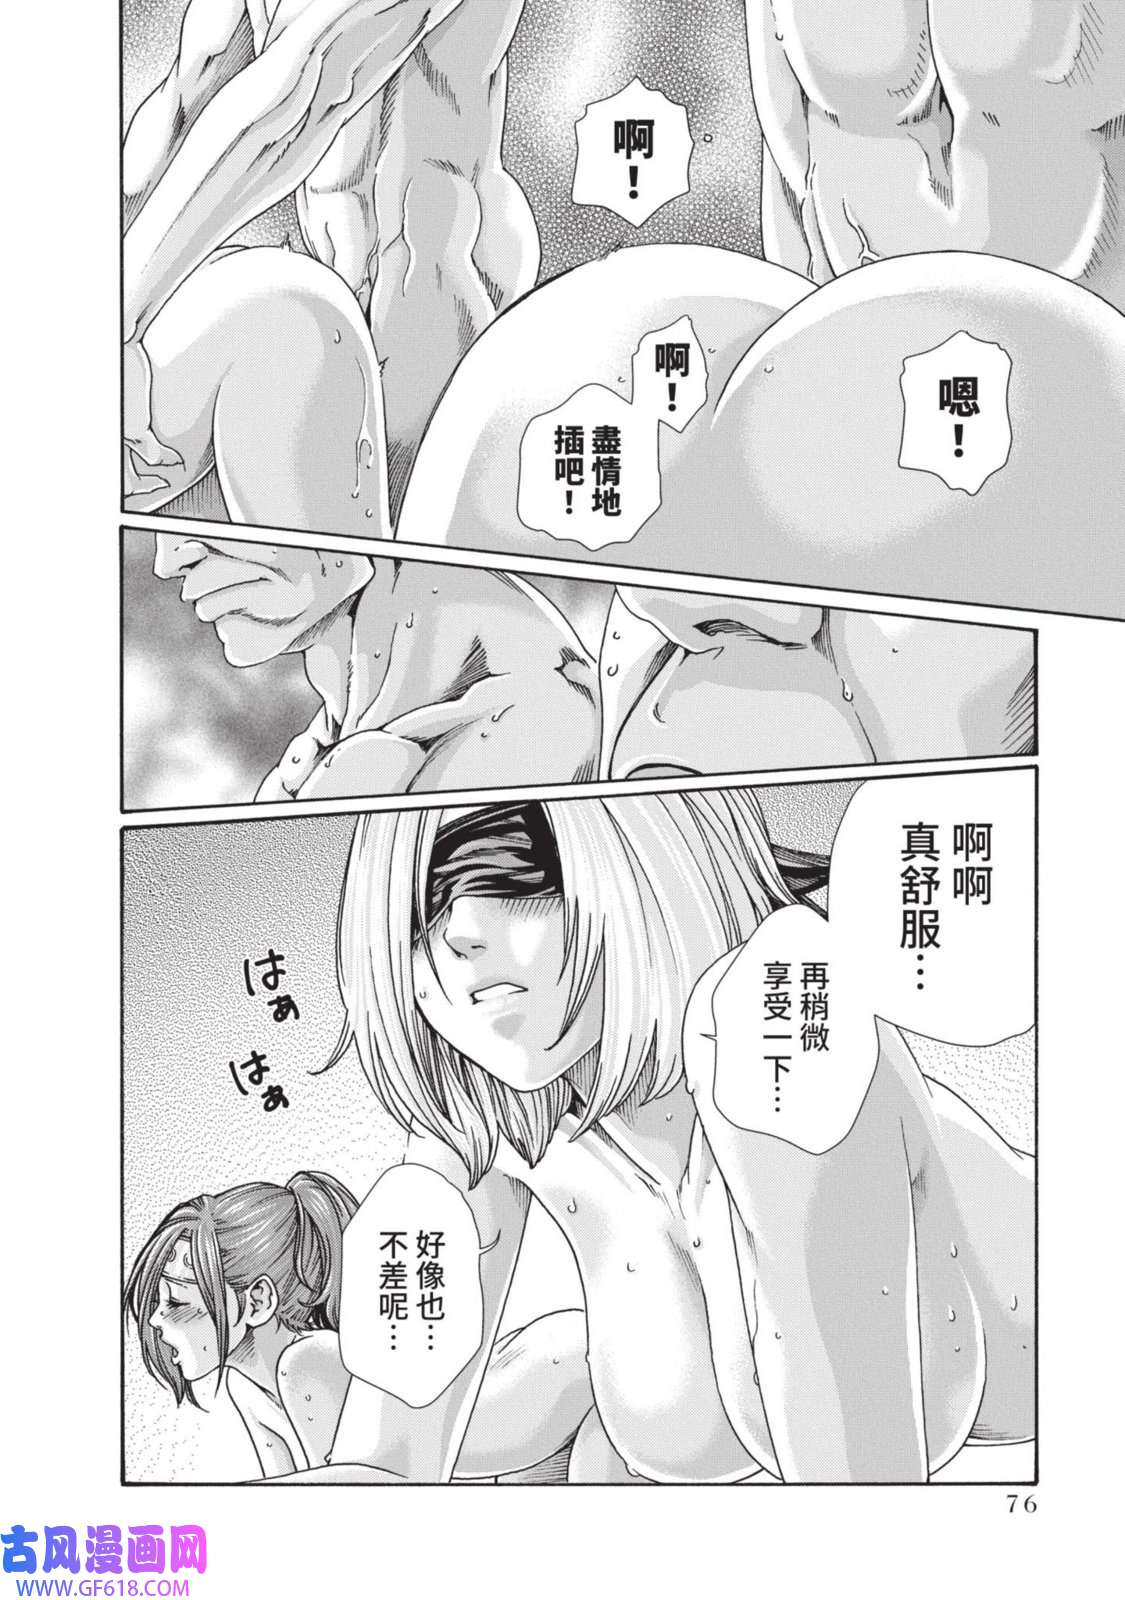 嗯！
啊！
啊！
盡情地
插吧！
啊啊
真舒服…
再稍微
享受一下…
はぁ
はぁ
好像也…
不差呢…
76
古风漫画网
WWW.GF618.COM